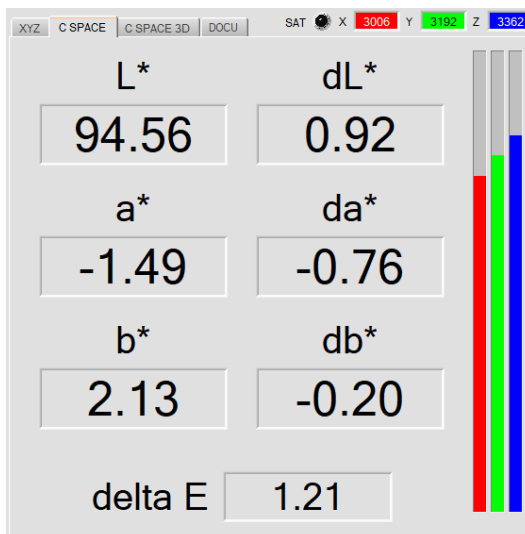 XYZ C SPACE C SPACE 3D DOCU SAT X 3006 Y 3192 Z 3362
L* dL*
94.56 0.92
a* da*
-1.49 -0.76
b* db*
2.13 -0.20
delta E 1.21